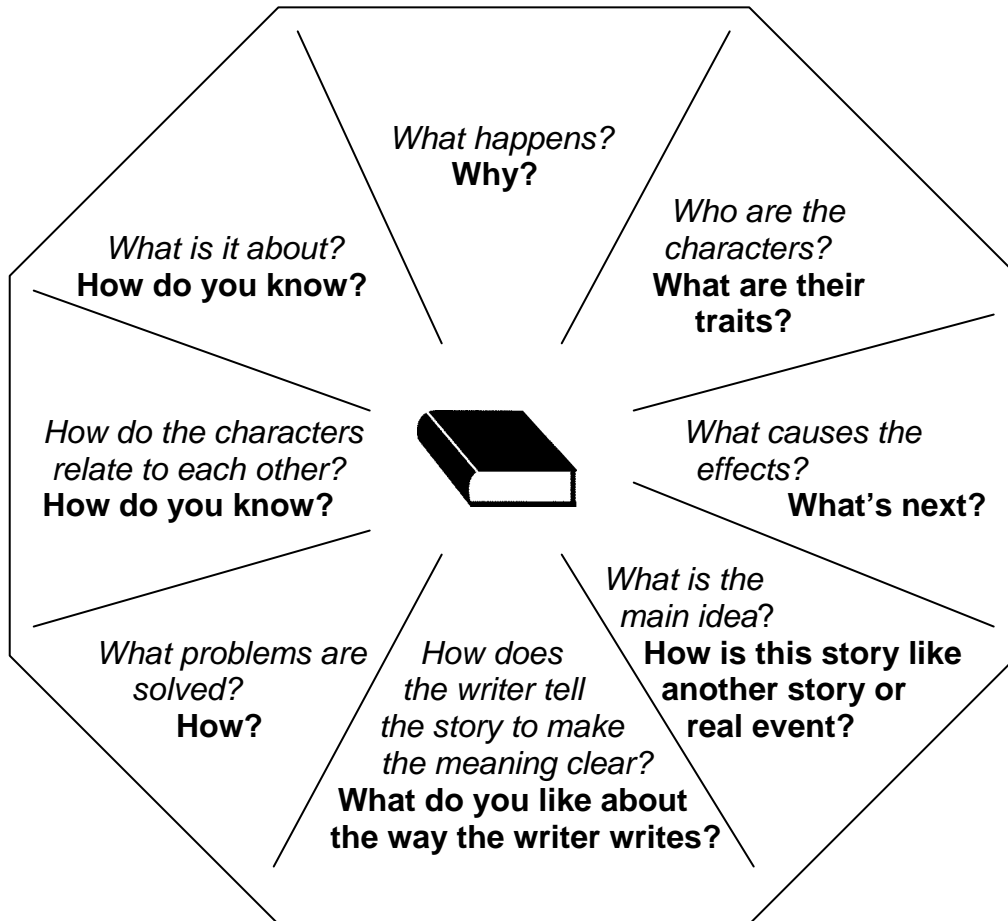 What happens?
Why?
Who are the
characters?
What are their
traits?
What causes the
effects?
What’s next?
What is the
main idea?
How is this story like
another story or
real event?
How does
the writer tell
the story to make
the meaning clear?
What do you like about
the way the writer writes?
What problems are
solved?
How?
How do the characters
relate to each other?
How do you know?
What is it about?
How do you know?